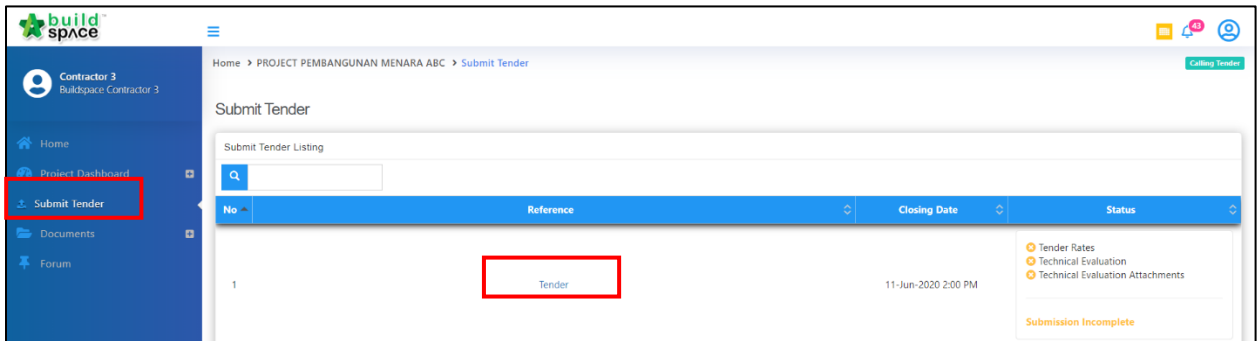 build
space
43
Contractor 3
Buildspace Contractor 3
Home > PROJECT PEMBANGUNAN MENARA ABC > Submit Tender
Calling Tender
Submit Tender
Home
Project Dashboard
Submit Tender
Documents
Forum
Submit Tender Listing
No Reference Closing Date Status
1 Tender 11-Jun-2020 2:00 PM
Tender Rates
Technical Evaluation
Technical Evaluation Attachments
Submission Incomplete